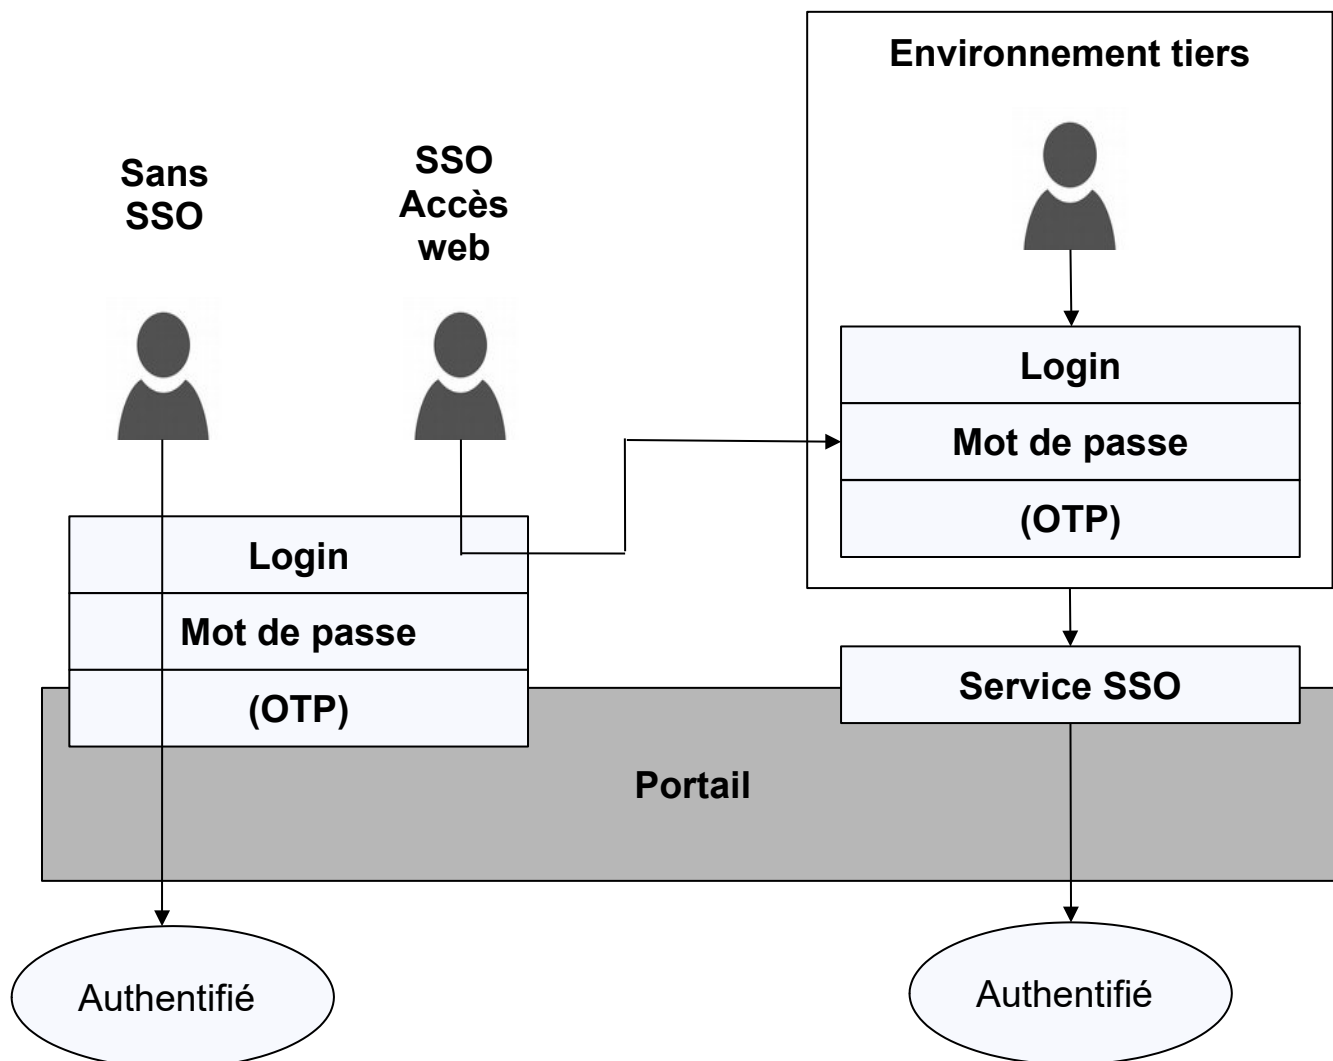 Environnement tiers
Sans
SSO
SSO
Accès
web
Login
Mot de passe
(OTP)
Login
Mot de passe
(OTP)
Service SSO
Portail
Authentifié
Authentifié